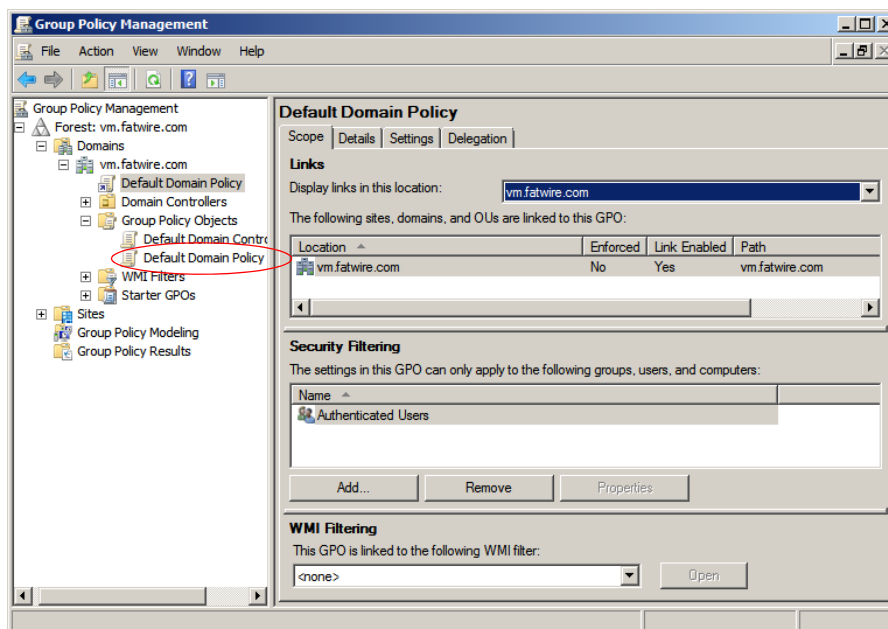 Group Policy Management
File Action View Window Help
Group Policy Management
Forest: vm.fatwire.com
Domains
vm.fatwire.com
Default Domain Policy
Domain Controllers
Group Policy Objects
Default Domain Contrc
Default Domain Policy
WMI Filters
Starter GPOs
Sites
Group Policy Modeling
Group Policy Results
Default Domain Policy
Scope Details Settings Delegation
Links
Display links in this location: vm.fatwire.com
The following sites, domains, and OUs are linked to this GPO:
Location Enforced Link Enabled Path
vm.fatwire.com No Yes vm.fatwire.com
Security Filtering
The settings in this GPO can only apply to the following groups, users, and computers:
Name
Authenticated Users
Add... Remove Properties
WMI Filtering
This GPO is linked to the following WMI filter:
<none> Open